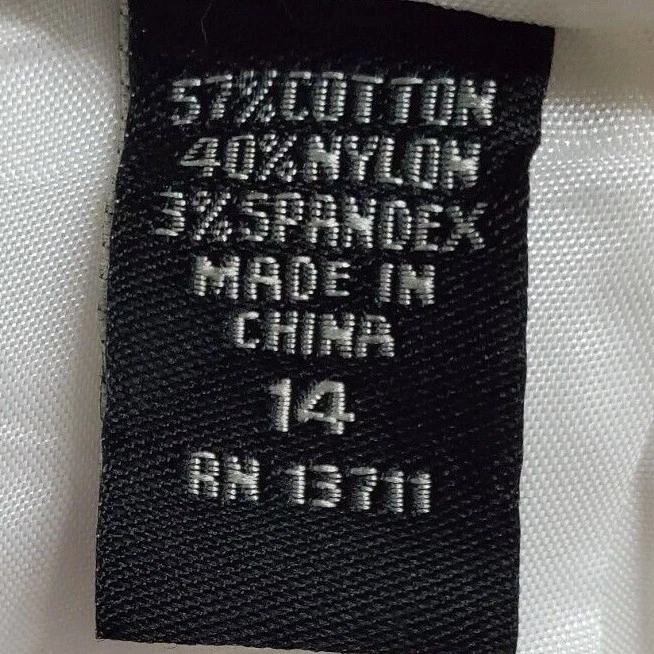 57%COTTON
40%NYLON
3%SPANDEX
MADE IN
CHINA
14
RN 13711